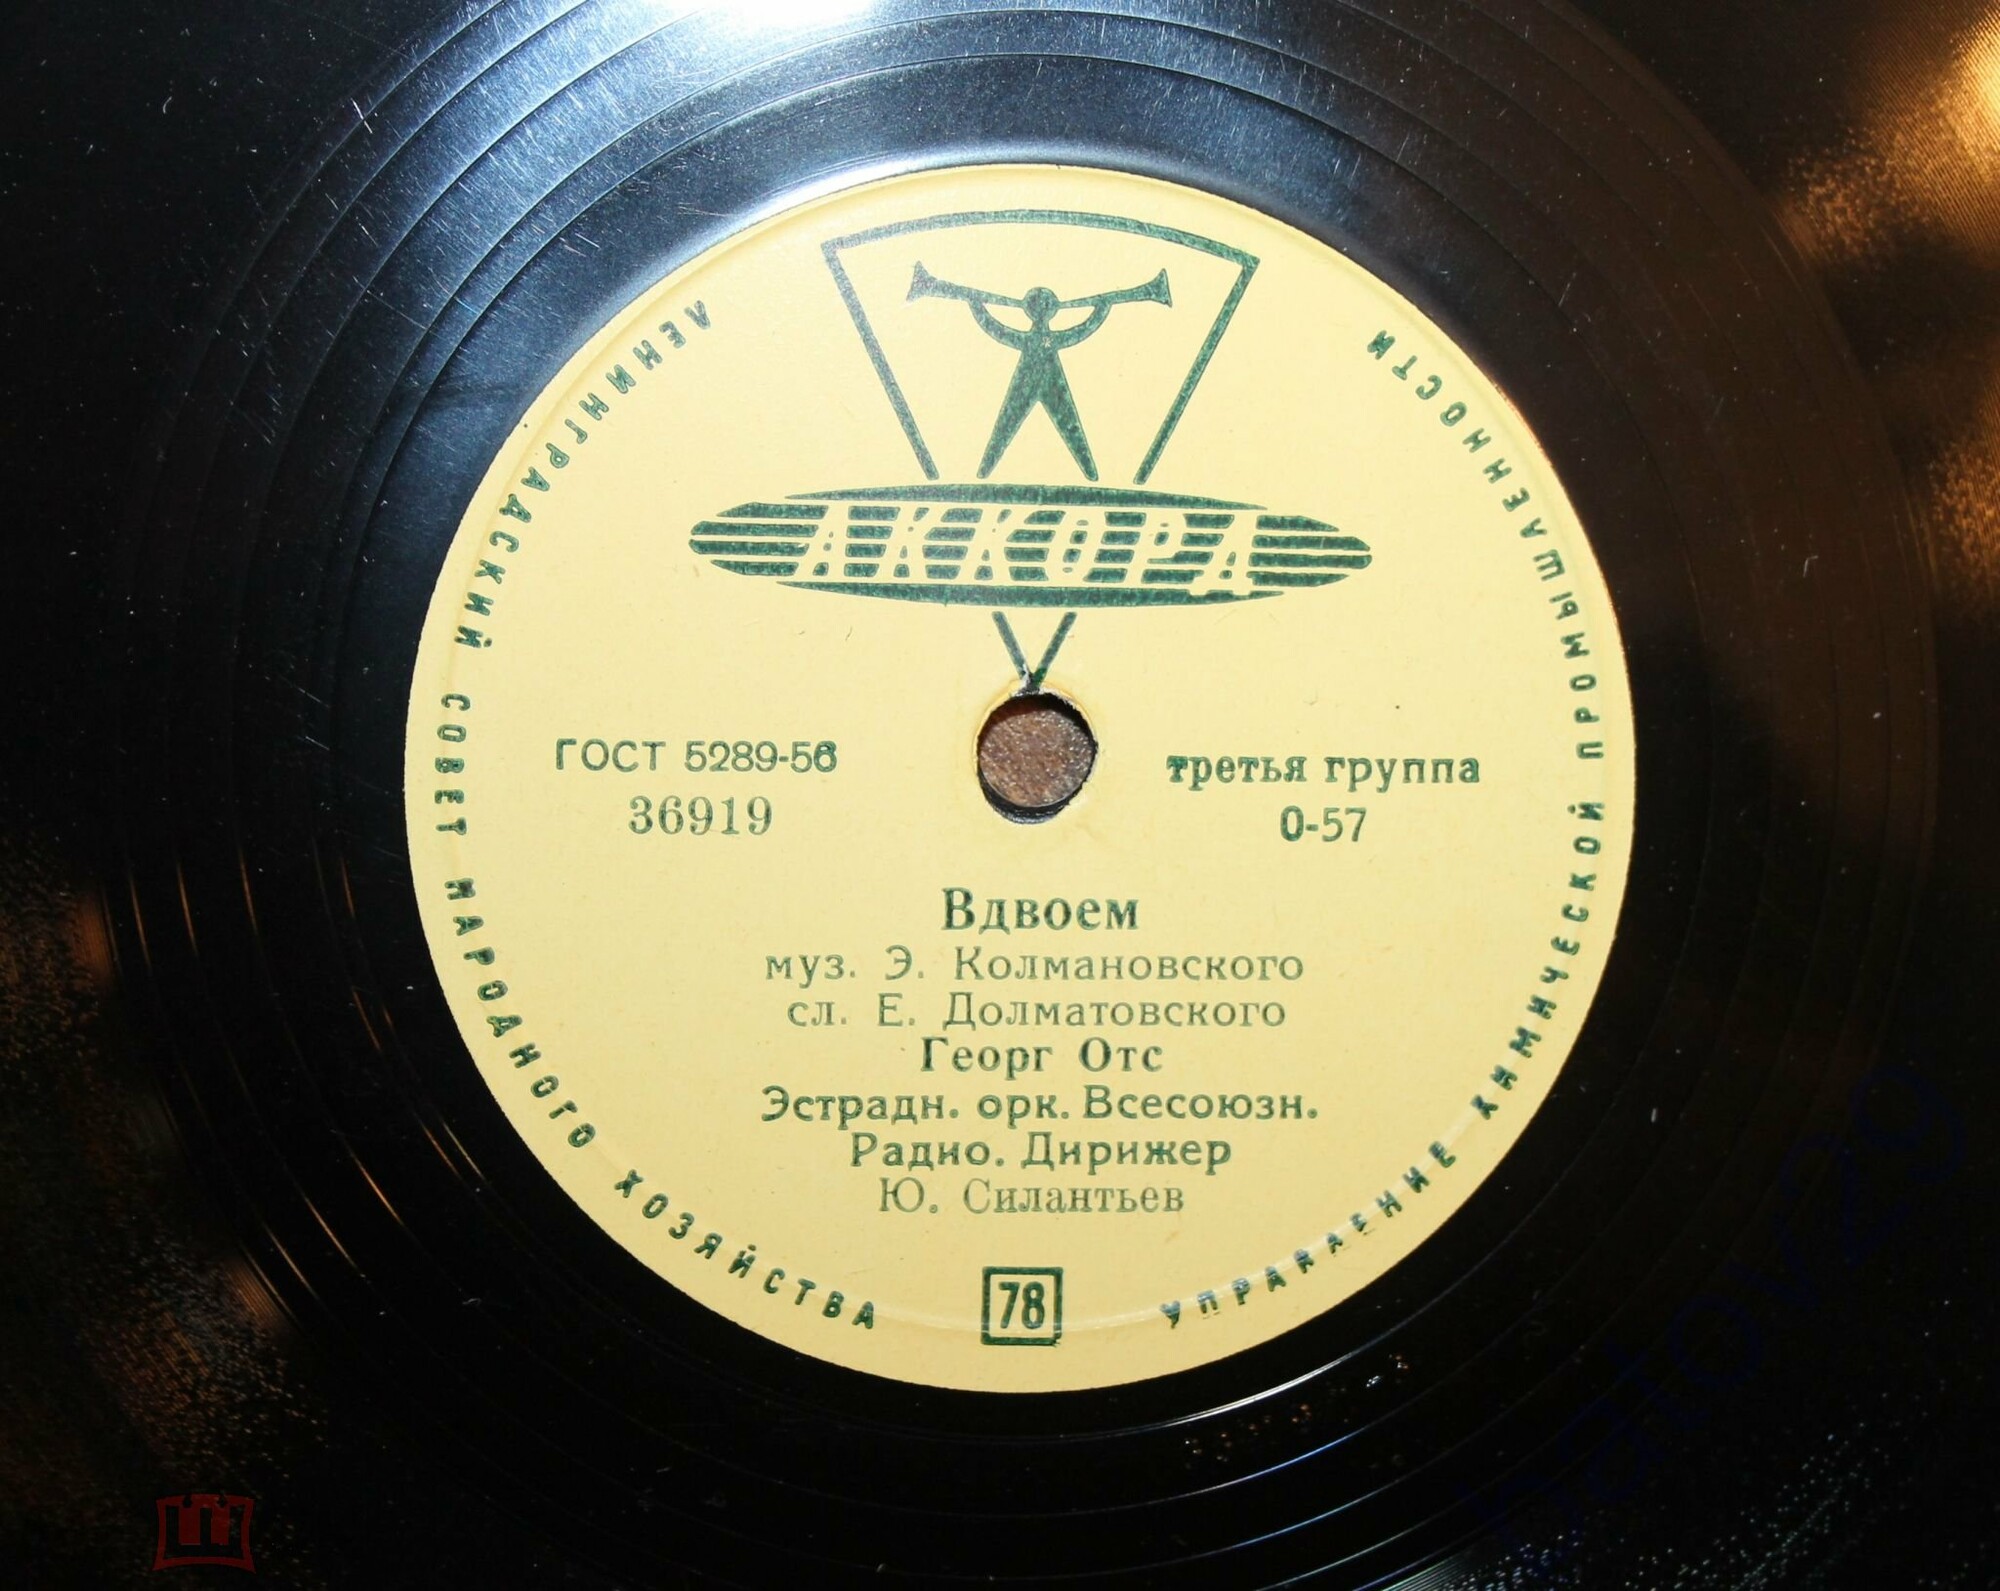 ЛЕНИНГРАДСКИЙ СОВЕТ НАРОДНОГО ХОЗЯЙСТВА
УПРАВЛЕНИЕ ХИМИЧЕСКОЙ ПРОМЫШЛЕННОСТИ
АККОРД
ГОСТ 5289-56
36919
третья группа
0-57
Вдвоем
муз. Э. Колмановского
сл. Е. Долматовского
Георг Отс
Эстрадн. орк. Всесоюзн.
Радио. Дирижер
Ю. Силантьев
78